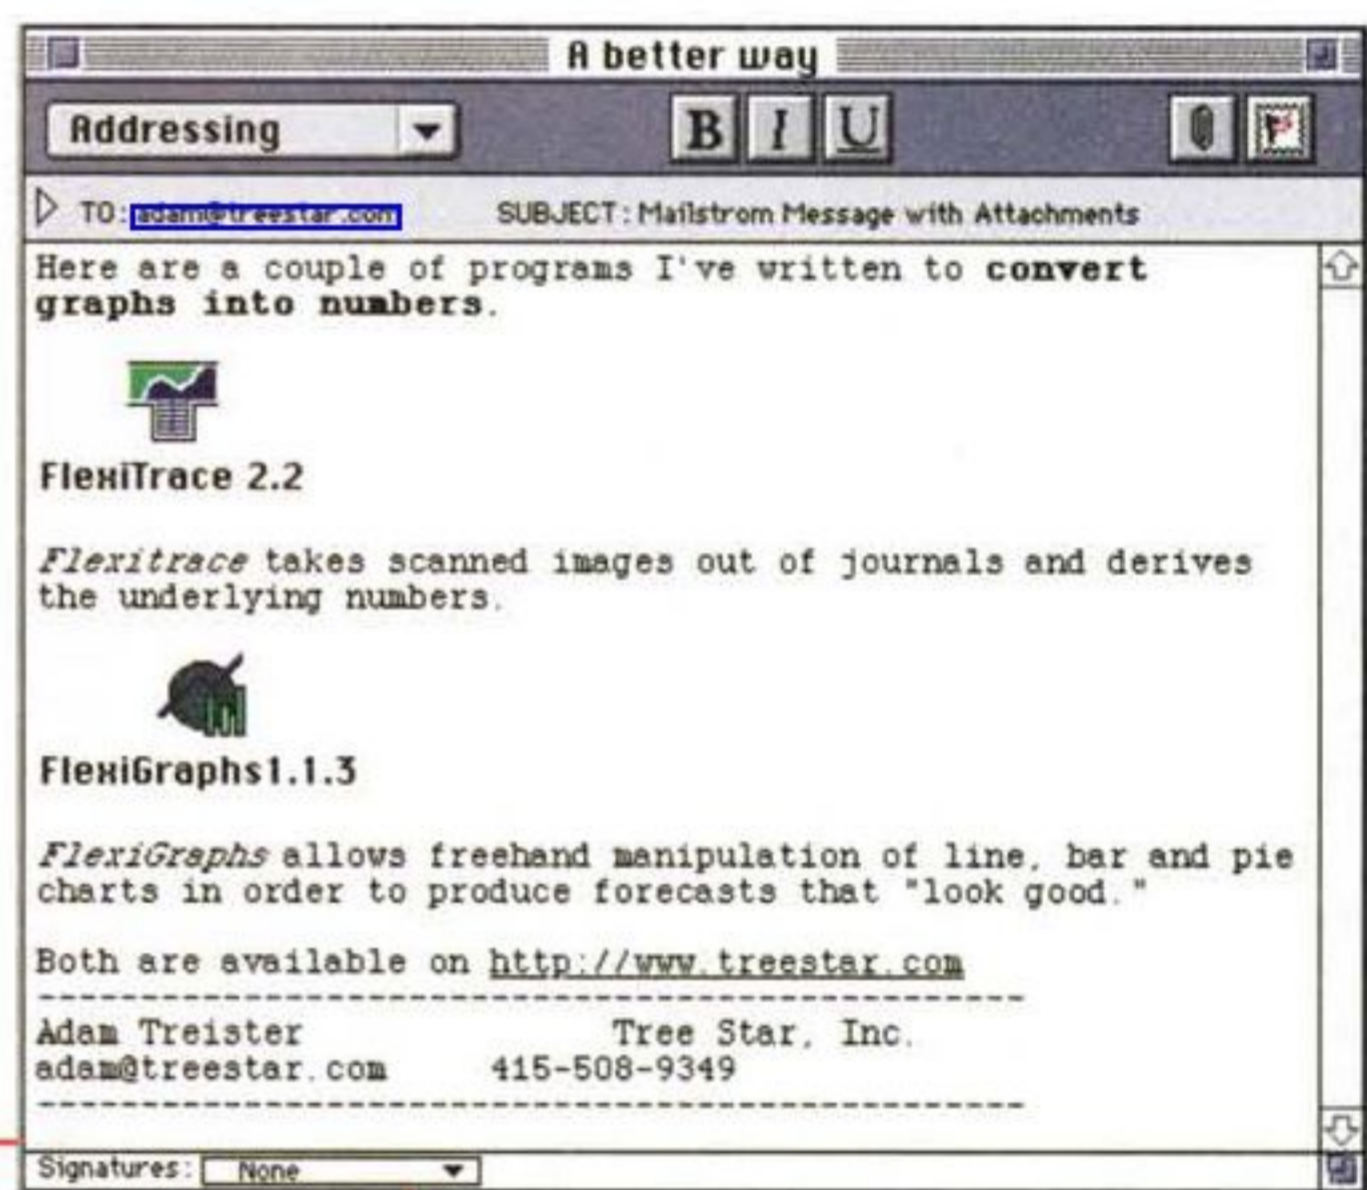 A better way
Addressing
B I U
TO: adam@treestar.com SUBJECT: Mailstrom Message with Attachments
Here are a couple of programs I've written to convert
graphs into numbers.
FlexiTrace 2.2
Flexitrace takes scanned images out of journals and derives
the underlying numbers.
FlexiGraphs1.1.3
FlexiGraphs allows freehand manipulation of line, bar and pie
charts in order to produce forecasts that "look good."
Both are available on http://www.treestar.com
Adam Treister Tree Star, Inc.
adam@treestar.com 415-508-9349
Signatures: None